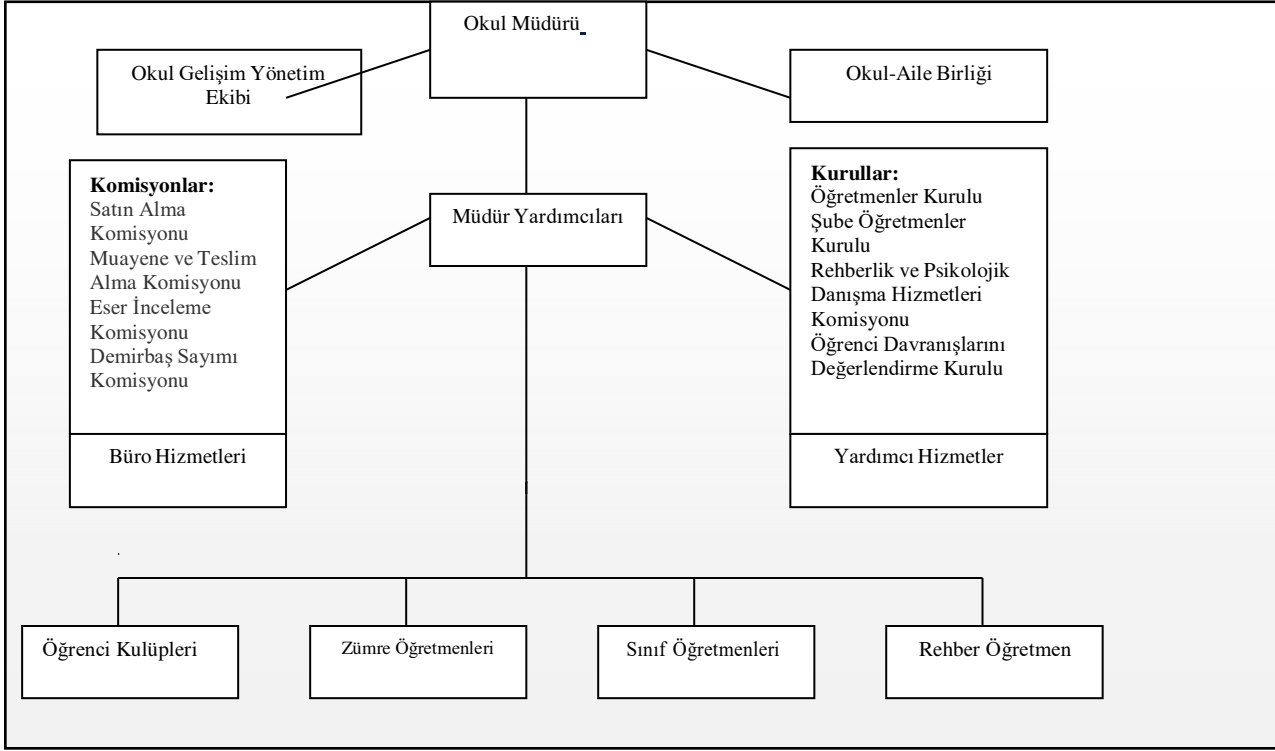 Okul Müdürü
Okul Gelişim Yönetim
Ekibi
Okul-Aile Birliği
Komisyonlar:
Satın Alma
Komisyonu
Muayene ve Teslim
Alma Komisyonu
Eser İnceleme
Komisyonu
Demirbaş Sayımı
Komisyonu
Müdür Yardımcıları
Kurullar:
Öğretmenler Kurulu
Şube Öğretmenler
Kurulu
Rehberlik ve Psikolojik
Danışma Hizmetleri
Komisyonu
Öğrenci Davranışlarını
Değerlendirme Kurulu
Büro Hizmetleri
Yardımcı Hizmetler
Öğrenci Kulüpleri
Zümre Öğretmenleri
Sınıf Öğretmenleri
Rehber Öğretmen